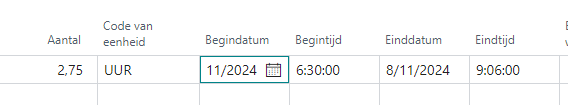 Aantal Code van eenheid Begindatum Begintijd Einddatum Eindtijd
2,75 UUR 11/2024 6:30:00 8/11/2024 9:06:00